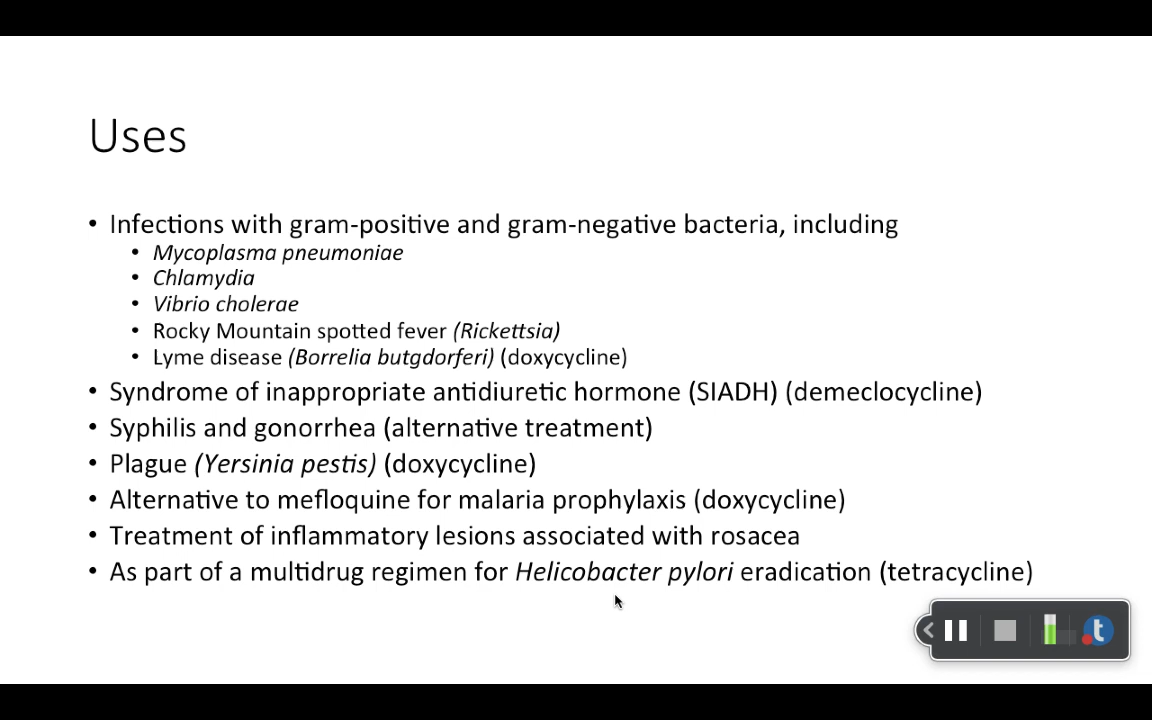 Uses
• Infections with gram-positive and gram-negative bacteria, including
• Mycoplasma pneumoniae
• Chlamydia
• Vibrio cholerae
• Rocky Mountain spotted fever (Rickettsia)
• Lyme disease (Borrelia butgdorferi) (doxycycline)
• Syndrome of inappropriate antidiuretic hormone (SIADH) (demeclocycline)
• Syphilis and gonorrhea (alternative treatment)
• Plague (Yersinia pestis) (doxycycline)
• Alternative to mefloquine for malaria prophylaxis (doxycycline)
• Treatment of inflammatory lesions associated with rosacea
• As part of a multidrug regimen for Helicobacter pylori eradication (tetracycline)
t